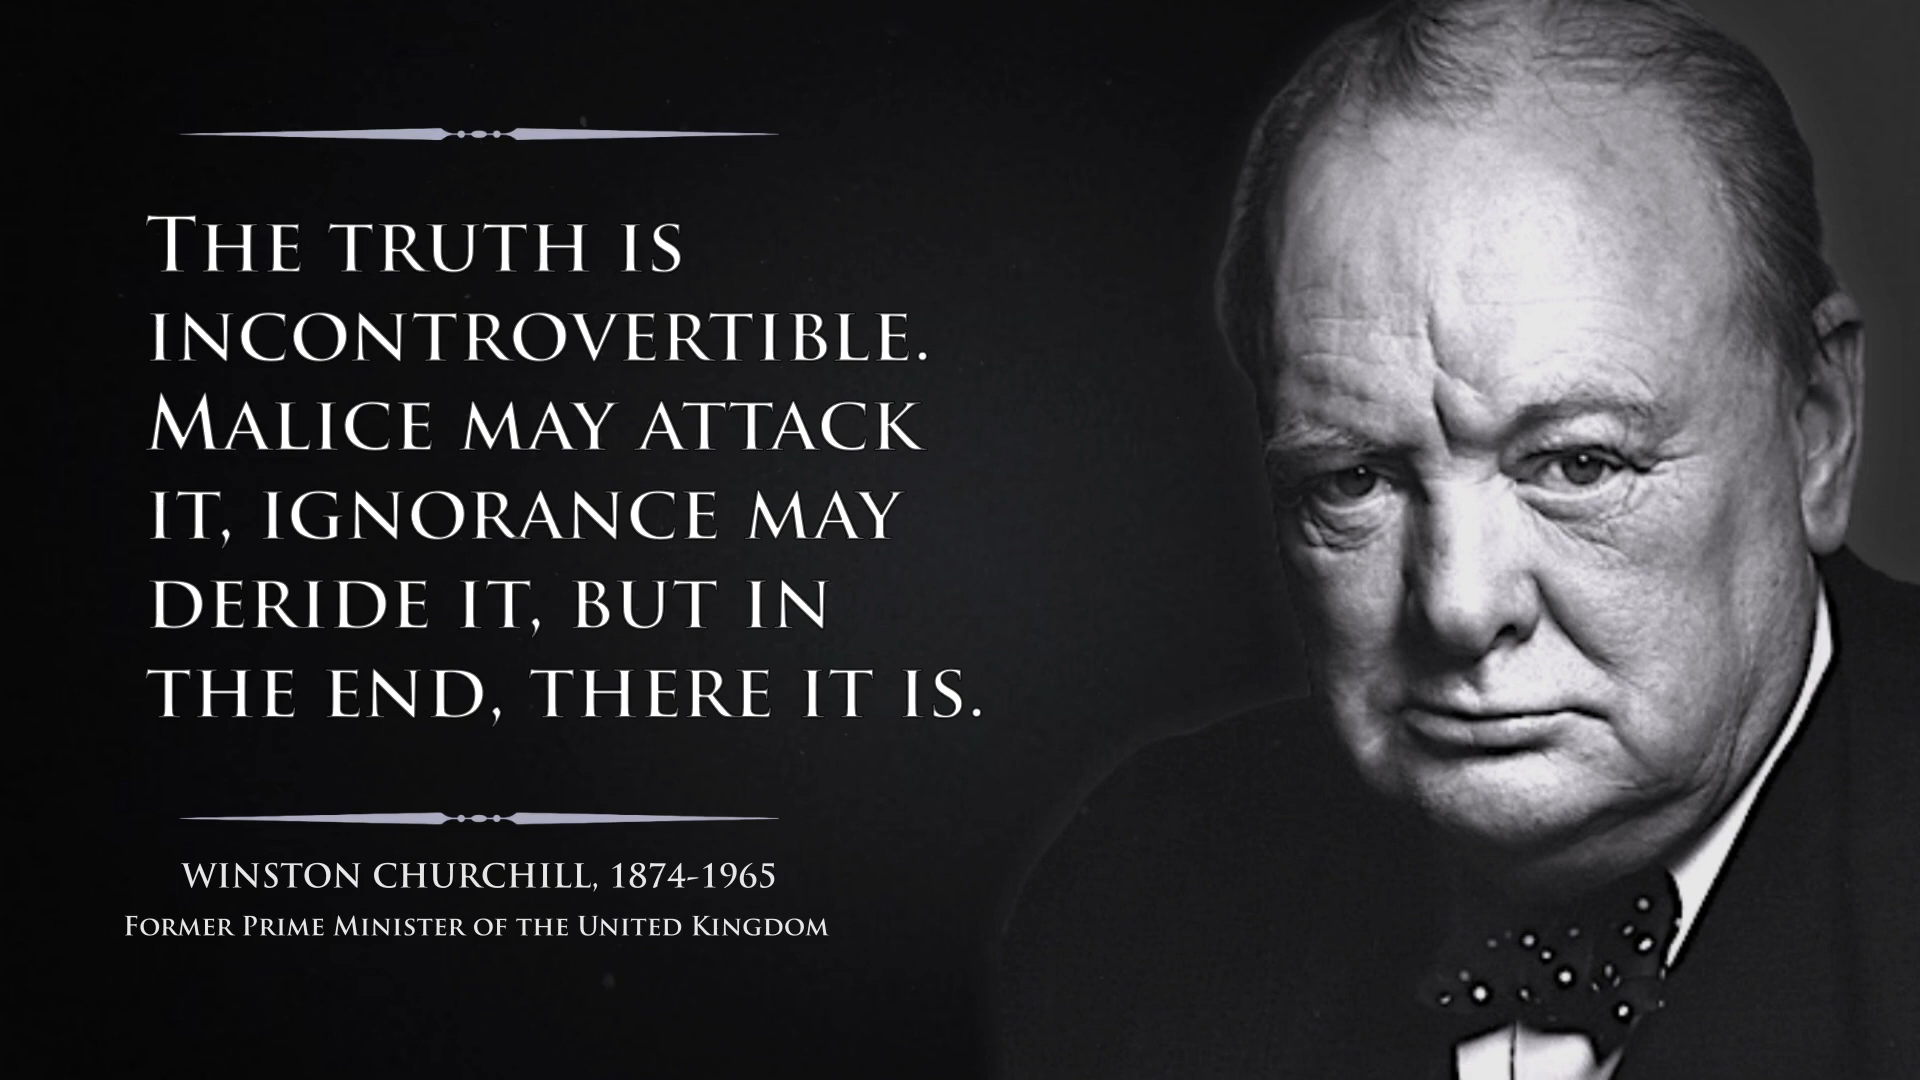 The truth is
incontrovertible.
Malice may attack
it, ignorance may
deride it, but in
the end, there it is.
WINSTON CHURCHILL, 1874-1965
Former Prime Minister of the United Kingdom